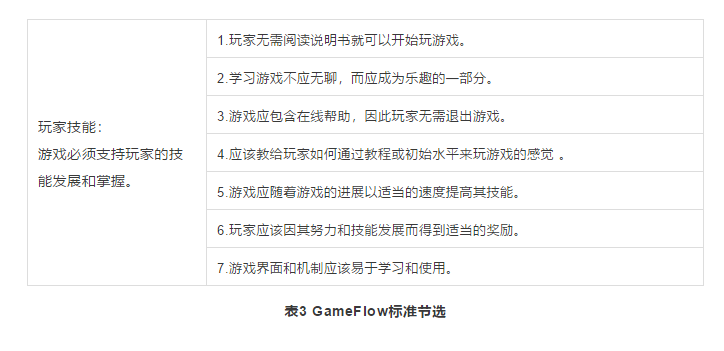 玩家技能：
游戏必须支持玩家的技
能发展和掌握。
1.玩家无需阅读说明书就可以开始玩游戏。
2.学习游戏不应无聊，而应成为乐趣的一部分。
3.游戏应包含在线帮助，因此玩家无需退出游戏。
4.应该教给玩家如何通过教程或初始水平来玩游戏的感觉 。
5.游戏应随着游戏的进展以适当的速度提高其技能。
6.玩家应该因其努力和技能发展而得到适当的奖励。
7.游戏界面和机制应该易于学习和使用。
表3 GameFlow标准节选